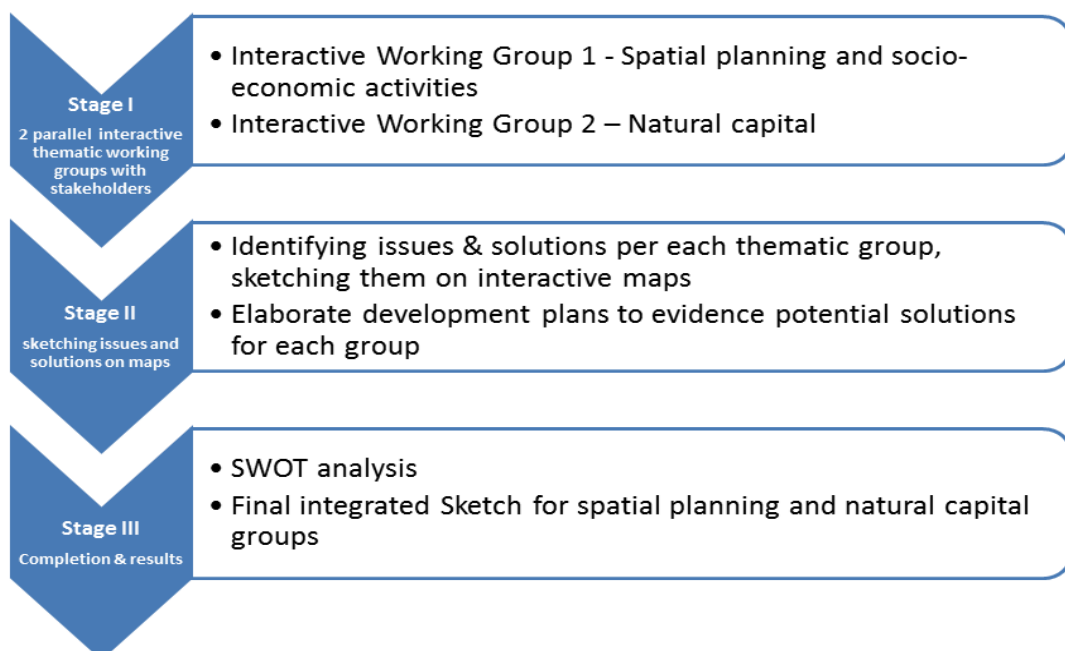 Stage I
2 parallel interactive
thematic working
groups with
stakeholders
• Interactive Working Group 1 - Spatial planning and socio-
economic activities
• Interactive Working Group 2 – Natural capital
Stage II
sketching issues and
solutions on maps
• Identifying issues & solutions per each thematic group,
sketching them on interactive maps
• Elaborate development plans to evidence potential solutions
for each group
Stage III
Completion & results
• SWOT analysis
• Final integrated Sketch for spatial planning and natural capital
groups